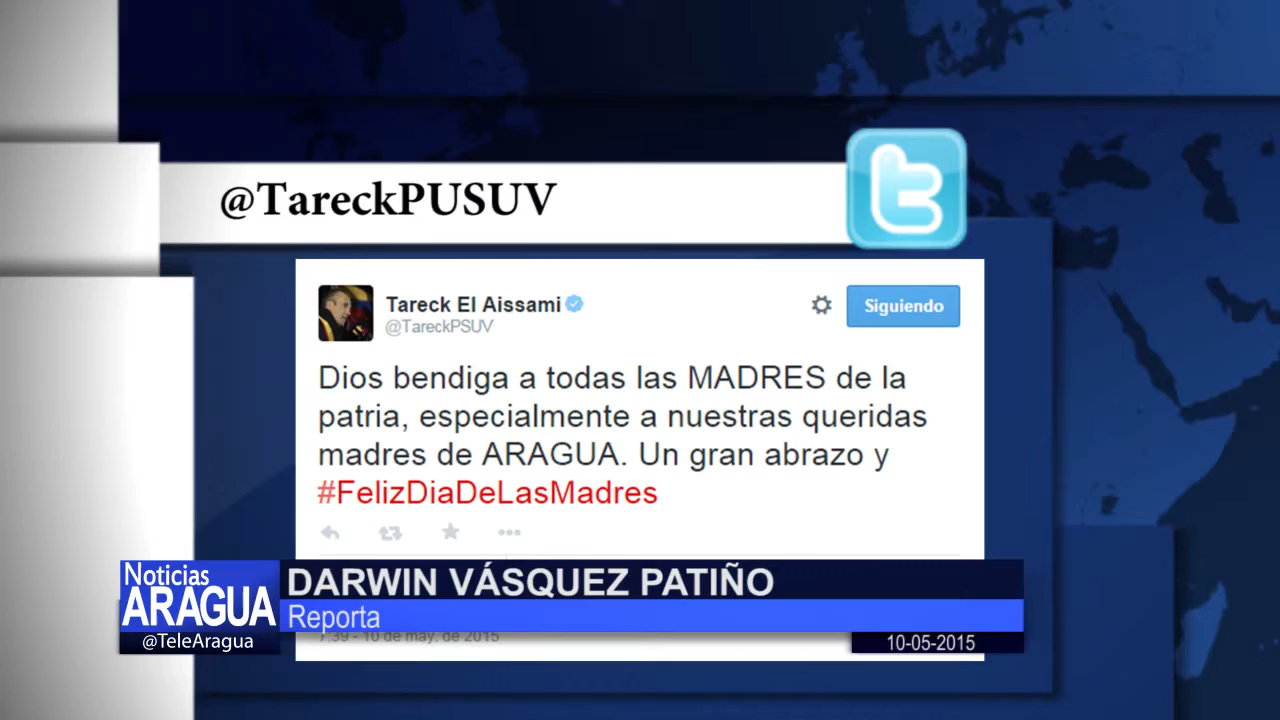 @TareckPUSUV
Tareck El Aissami
@TareckPSUV
Siguiendo
Dios bendiga a todas las MADRES de la
patria, especialmente a nuestras queridas
madres de ARAGUA. Un gran abrazo y
#FelizDiaDeLasMadres
Noticias
ARAGUA
@TeleAragua
DARWIN VÁSQUEZ PATIÑO
Reporta
7:39 - 10 de may. de 2015
10-05-2015